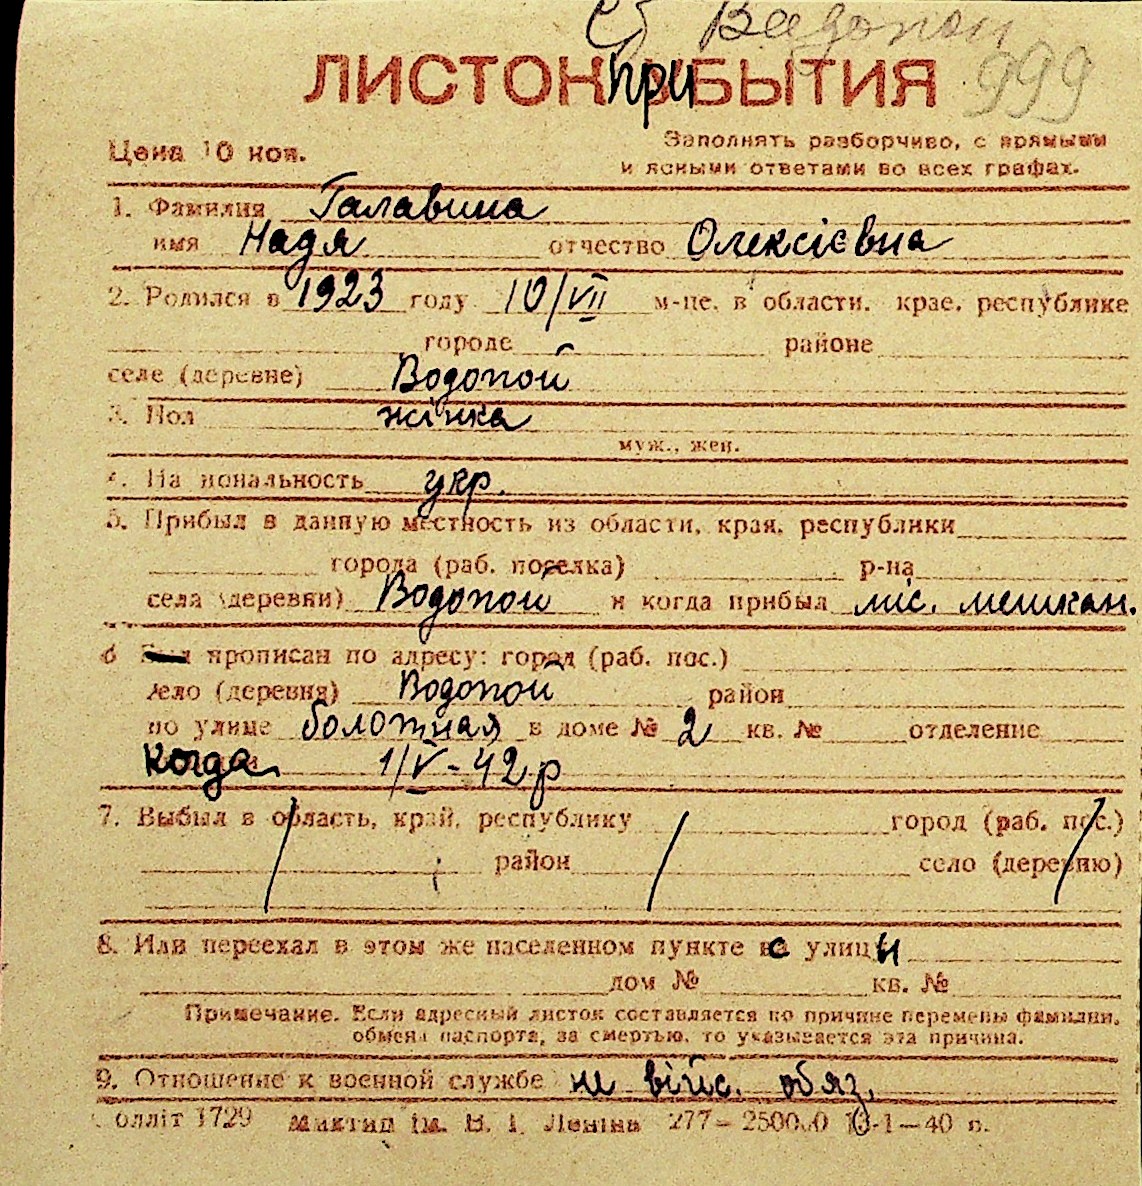 с. Водопой
ЛИСТОК ПРИБЫТИЯ 999
Цена 10 коп. Заполнять разборчиво, с прямыми
и ясными ответами во всех графах.
1. Фамилия Галавина
имя Надя отчество Олексієвна
2. Родился в 1923 году 10/VII м-це, в области, крае, республике
городе районе
селе (деревне) Водопой
3. Пол жінка
муж., жен.
4. Национальность укр.
5. Прибыл в данную местность из области, края, республики
города (раб. поселка) р-на
села (деревни) Водопой и когда прибыл міс. мешкан.
6 прописан по адресу: город (раб. пос.)
село (деревня) Водопой район
по улице болотная в доме № 2 кв. № отделение
когда 1/V-42 р
7. Выбыл в область, край, республику город (раб. пос.)
район село (деревню)
8. Или переехал в этом же населенном пункте с улицы
дом № кв. №
Примечание. Если адресный листок составляется по причине перемены фамилии,
обмена паспорта, за смертью, то указывается эта причина.
9. Отношение к военной службе не війс. обяз.
олліт 1729 Миктип ім. В. І. Леніна 277—250000 13-1—40 п.